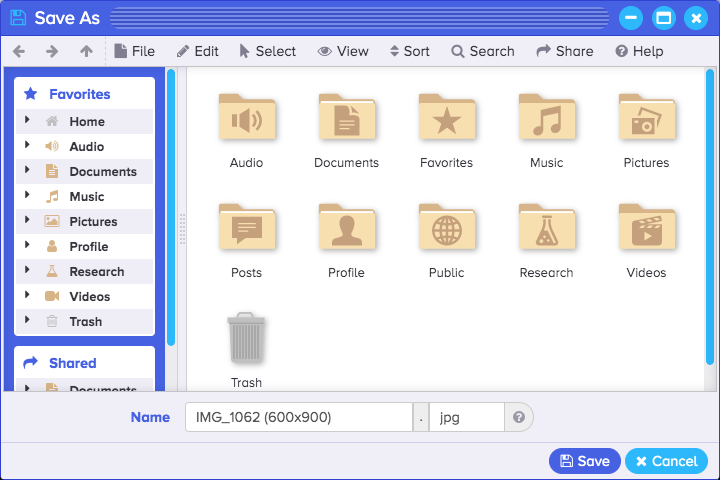 Save As
File Edit Select View Sort Search Share Help
Favorites
Home
Audio
Documents
Music
Pictures
Profile
Research
Videos
Trash
Shared
Documents
Audio Documents Favorites Music Pictures
Posts Profile Public Research Videos
Trash
Name IMG_1062 (600x900) . jpg
Save Cancel